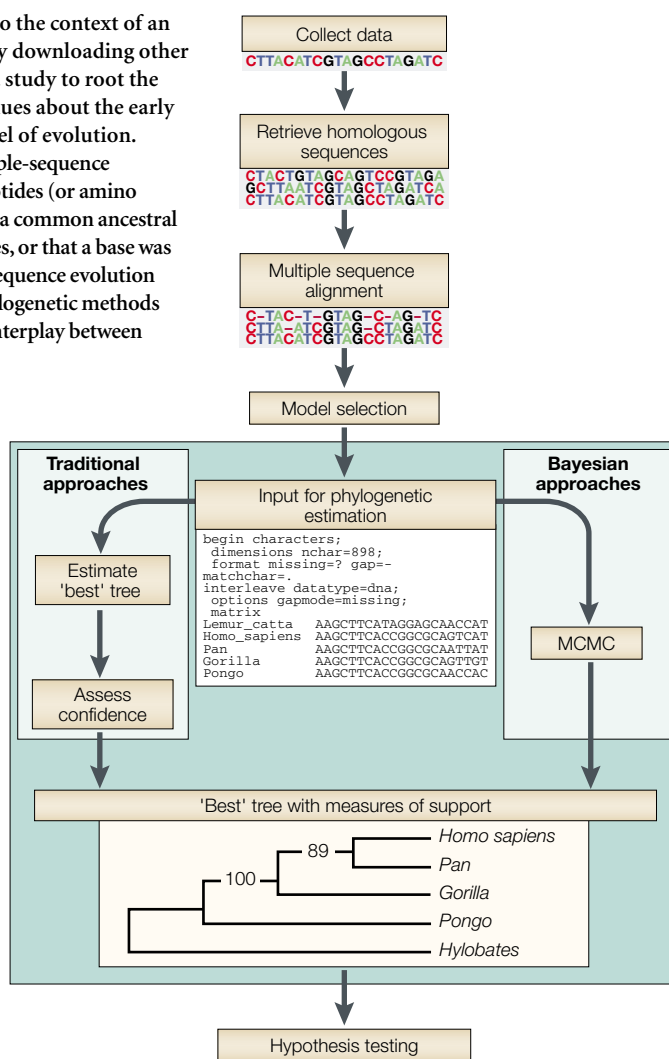 o the context of an
y downloading other
study to root the
ues about the early
el of evolution.
ple-sequence
otides (or amino
a common ancestral
es, or that a base was
equence evolution
logenetic methods
nterplay between
Collect data
CTTACATCGTAGCCTAGATC
Retrieve homologous
sequences
CTACTGTAGCAGTCCGTAGA
GCTTAATCGTAGCTAGATCA
CTTACATCGTAGCCTAGATC
Multiple sequence
alignment
C-TAC-T-GTAG-C-AG-TC
CTTA-ATCGTAG-CTAGATC
CTTACATCGTAGCCTAGATC
Model selection
Traditional
approaches
Estimate
'best' tree
Assess
confidence
Input for phylogenetic
estimation
begin characters;
dimensions nchar=898;
format missing=? gap=-
matchchar=.
interleave datatype=dna;
options gapmode=missing;
matrix
Lemur_catta AAGCTTCATAGGAGCAACCAT
Homo_sapiens AAGCTTCACCGGCGCAGTCAT
Pan AAGCTTCACCGGCGCAATTAT
Gorilla AAGCTTCACCGGCGCAGTTGT
Pongo AAGCTTCACCGGCGCAACCAC
Bayesian
approaches
MCMC
'Best' tree with measures of support
Homo sapiens
89
Pan
100
Gorilla
Pongo
Hylobates
Hypothesis testing